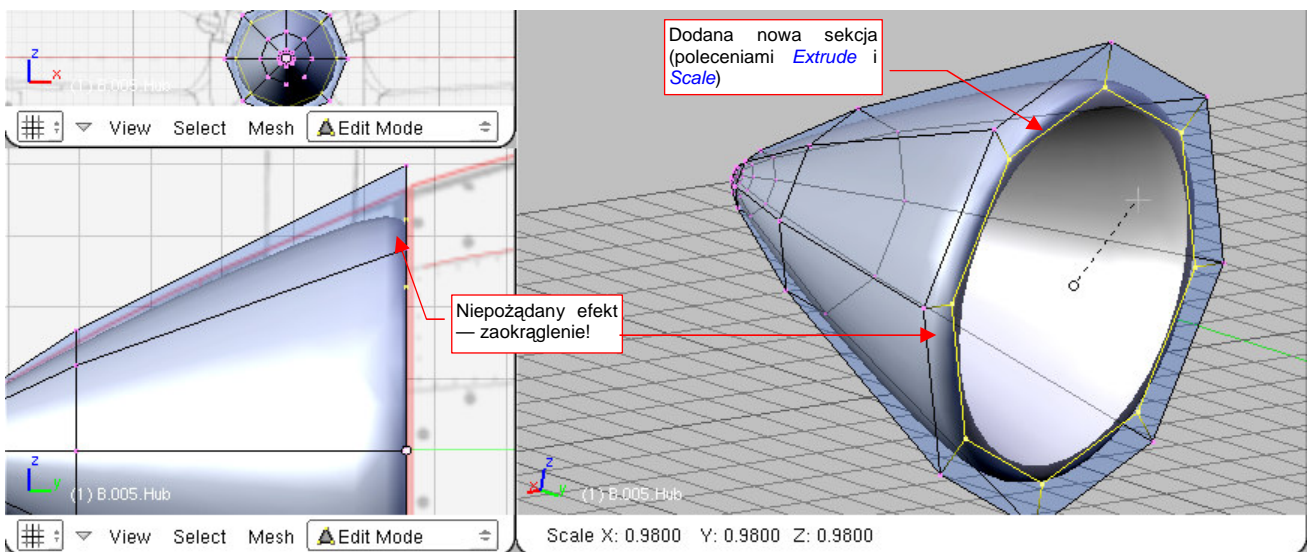 z
x
(1) B.005.Hub
View Select Mesh Edit Mode
Dodana nowa sekcja
(poleceniami Extrude i
Scale)
Niepożądany efekt
— zaokrąglenie!
z
y
(1) B.005.Hub
View Select Mesh Edit Mode
z
x
y
(1) B.005.Hub
Scale X: 0.9800 Y: 0.9800 Z: 0.9800